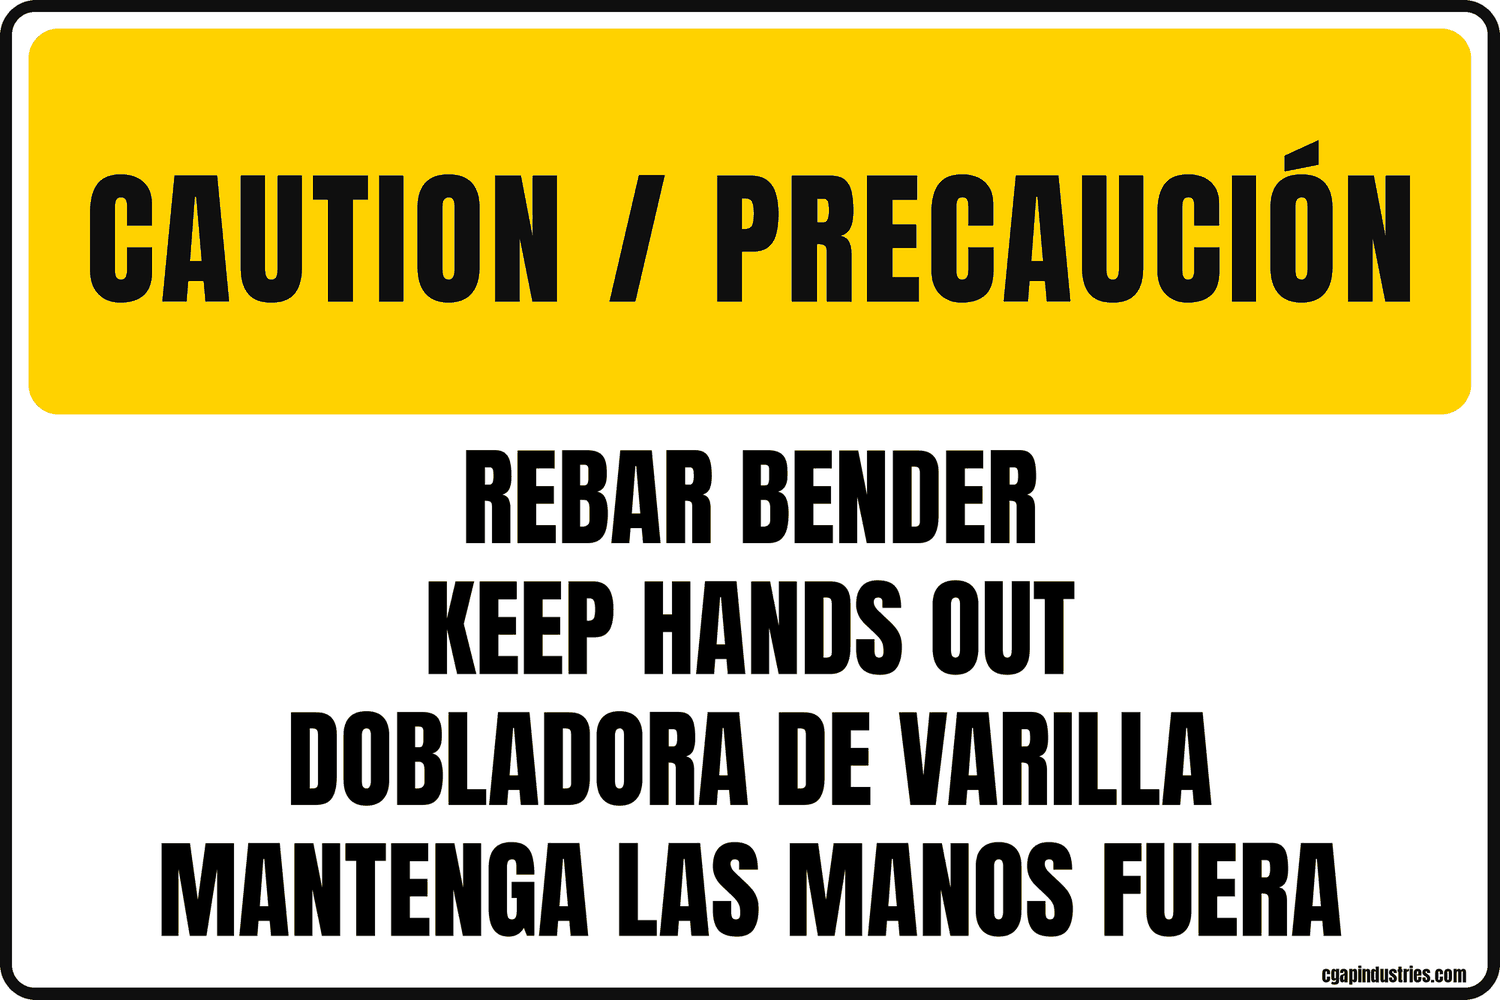 CAUTION / PRECAUCIÓN
REBAR BENDER
KEEP HANDS OUT
DOBLADORA DE VARILLA
MANTENGA LAS MANOS FUERA
cgapindustries.com